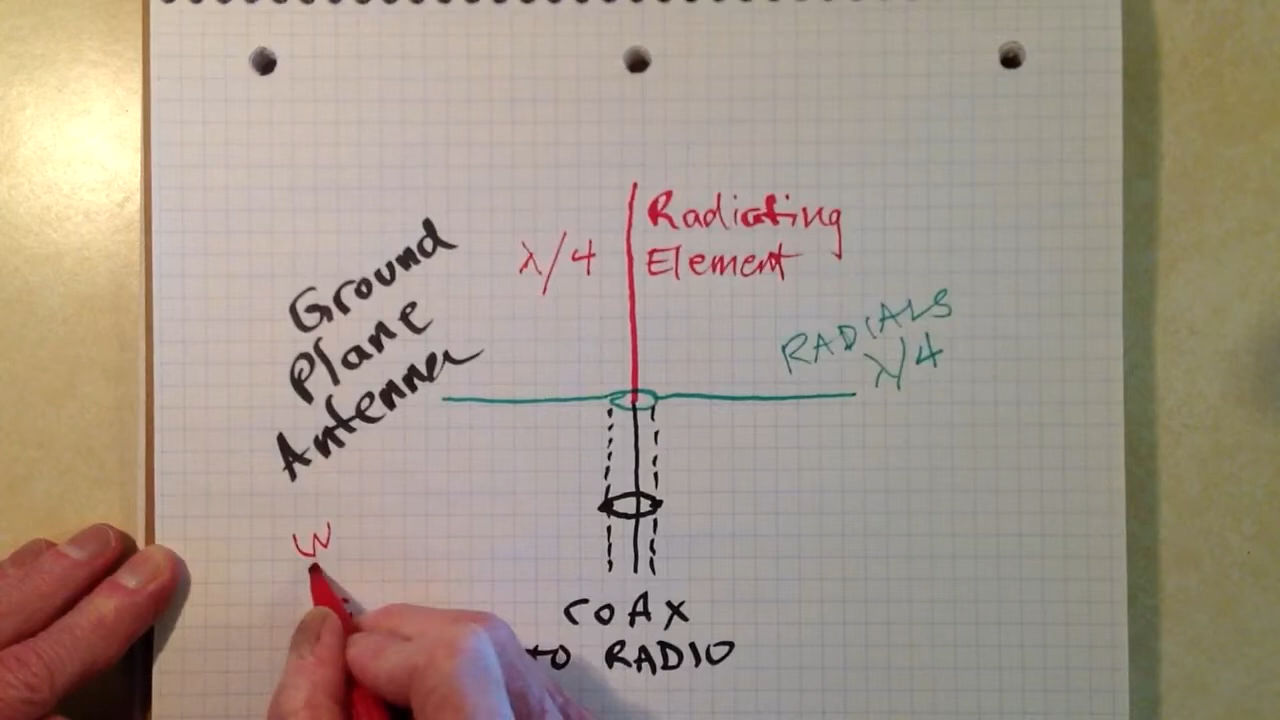 Ground
Plane
Antenna
λ/4
Radiating
Element
RADIALS
λ/4
W
COAX
to RADIO